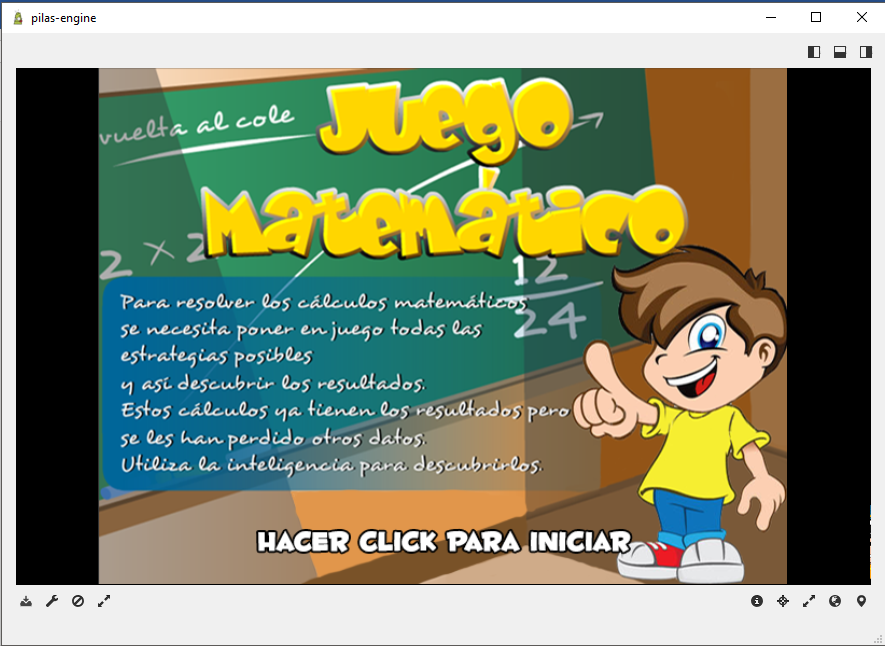 pilas-engine
vuelta al cole
Juego
Matemático
2 x 2
12
24
Para resolver los cálculos matemáticos
se necesita poner en juego todas las
estrategias posibles
y así descubrir los resultados.
Estos cálculos ya tienen los resultados pero
se les han perdido otros datos.
Utiliza la inteligencia para descubrirlos.
HACER CLICK PARA INICIAR